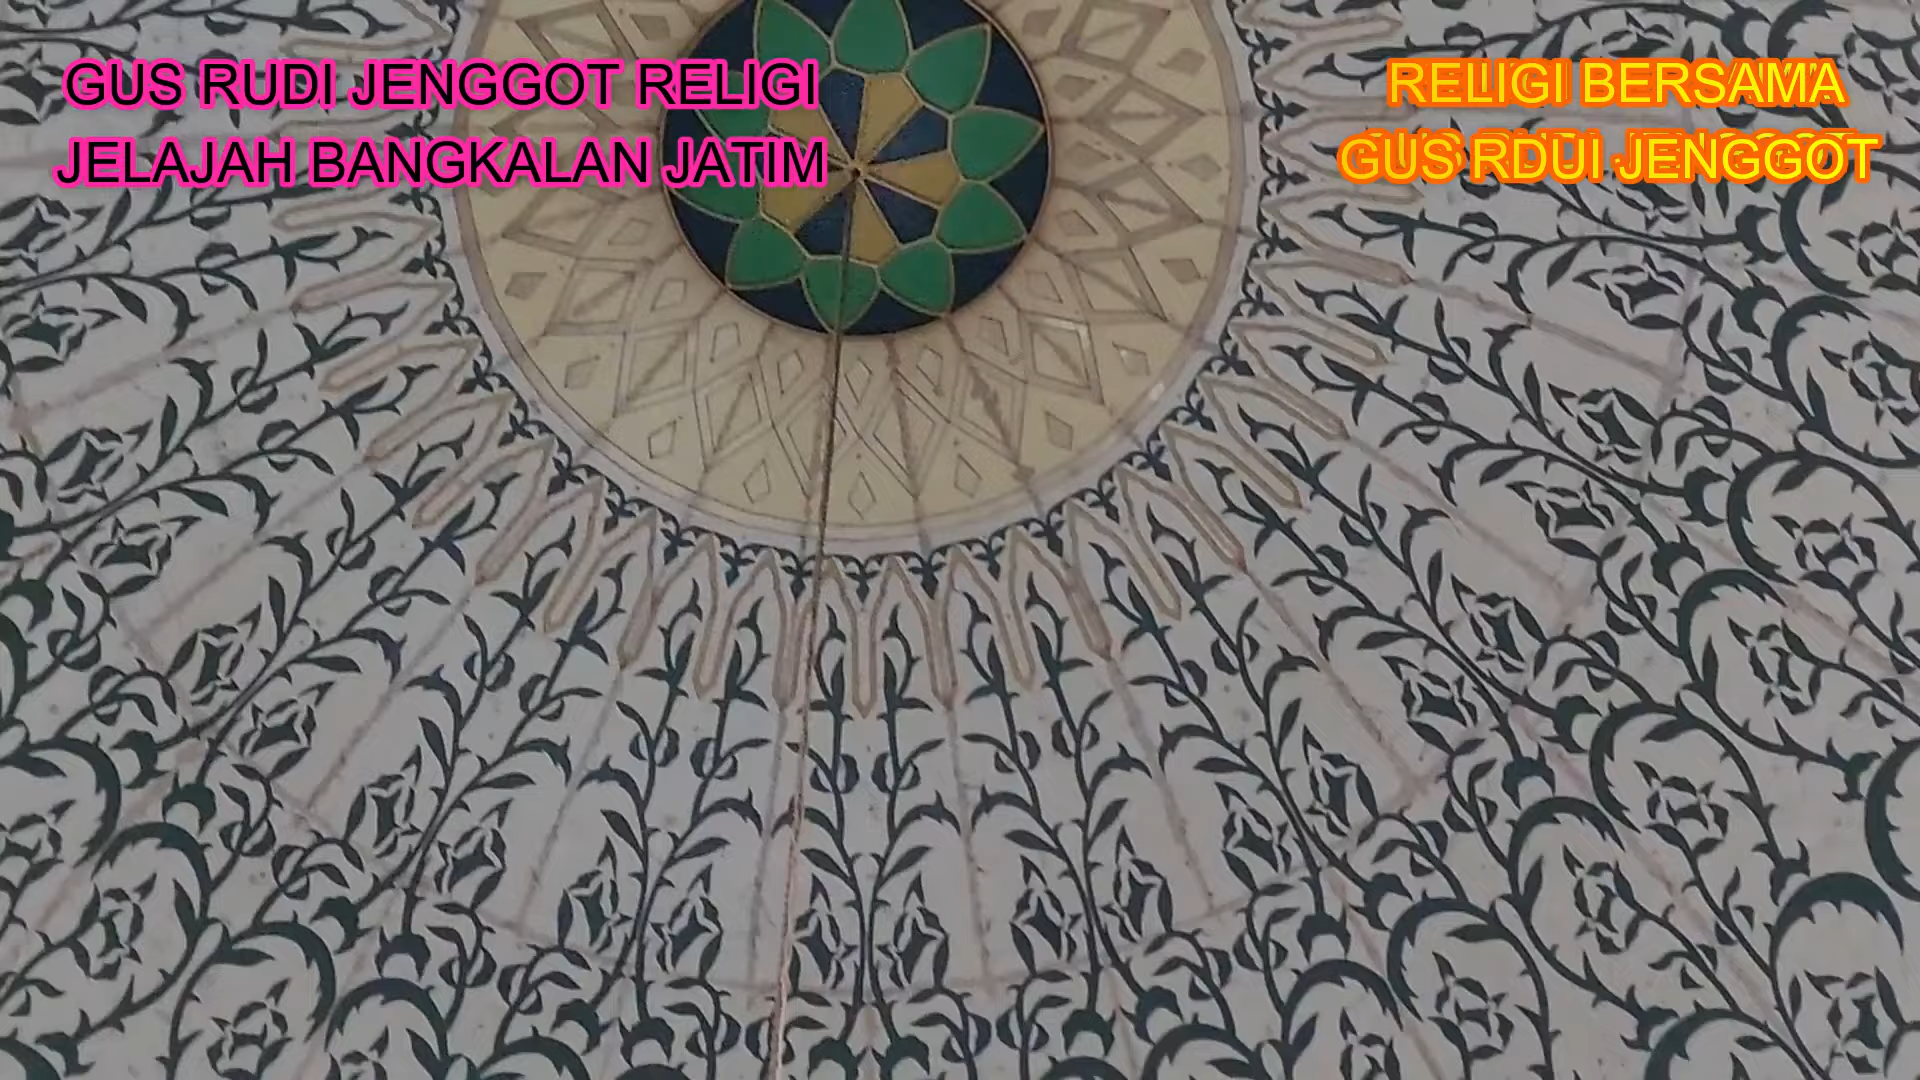 GUS RUDI JENGGOT RELIGI
JELAJAH BANGKALAN JATIM
RELIGI BERSAMA
GUS RDUI JENGGOT